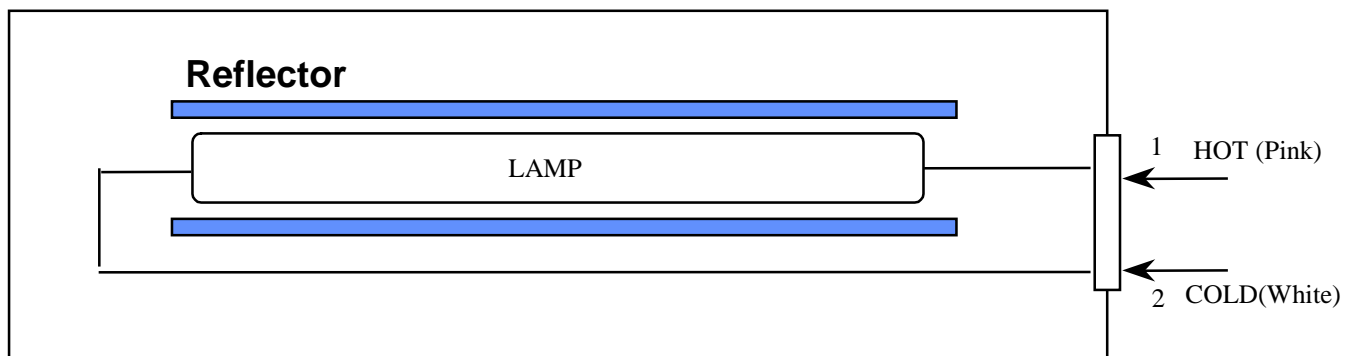 Reflector
LAMP
1
HOT (Pink)
2
COLD(White)